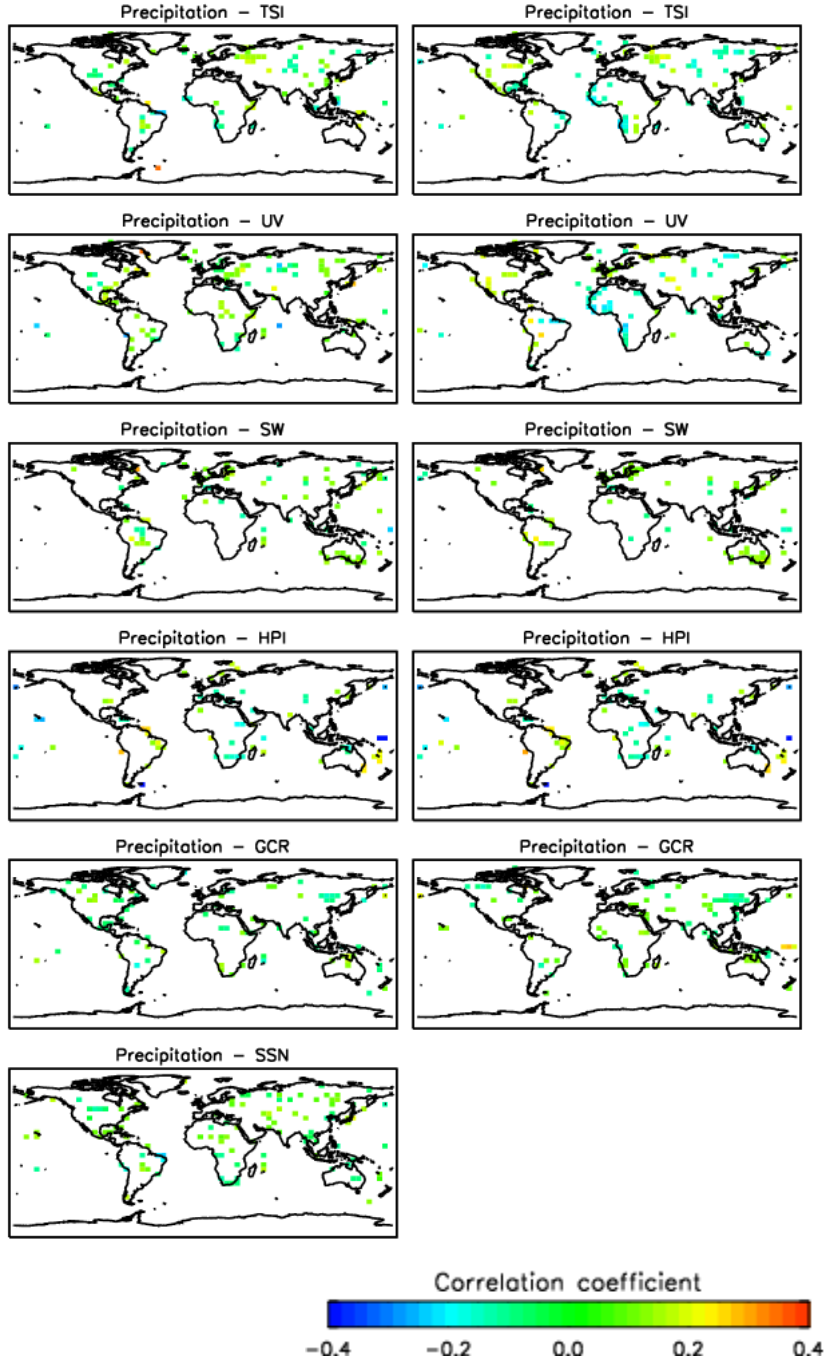 Precipitation – TSI
Precipitation – TSI
Precipitation – UV
Precipitation – UV
Precipitation – SW
Precipitation – SW
Precipitation – HPI
Precipitation – HPI
Precipitation – GCR
Precipitation – GCR
Precipitation – SSN
Correlation coefficient
−0.4 −0.2 0.0 0.2 0.4